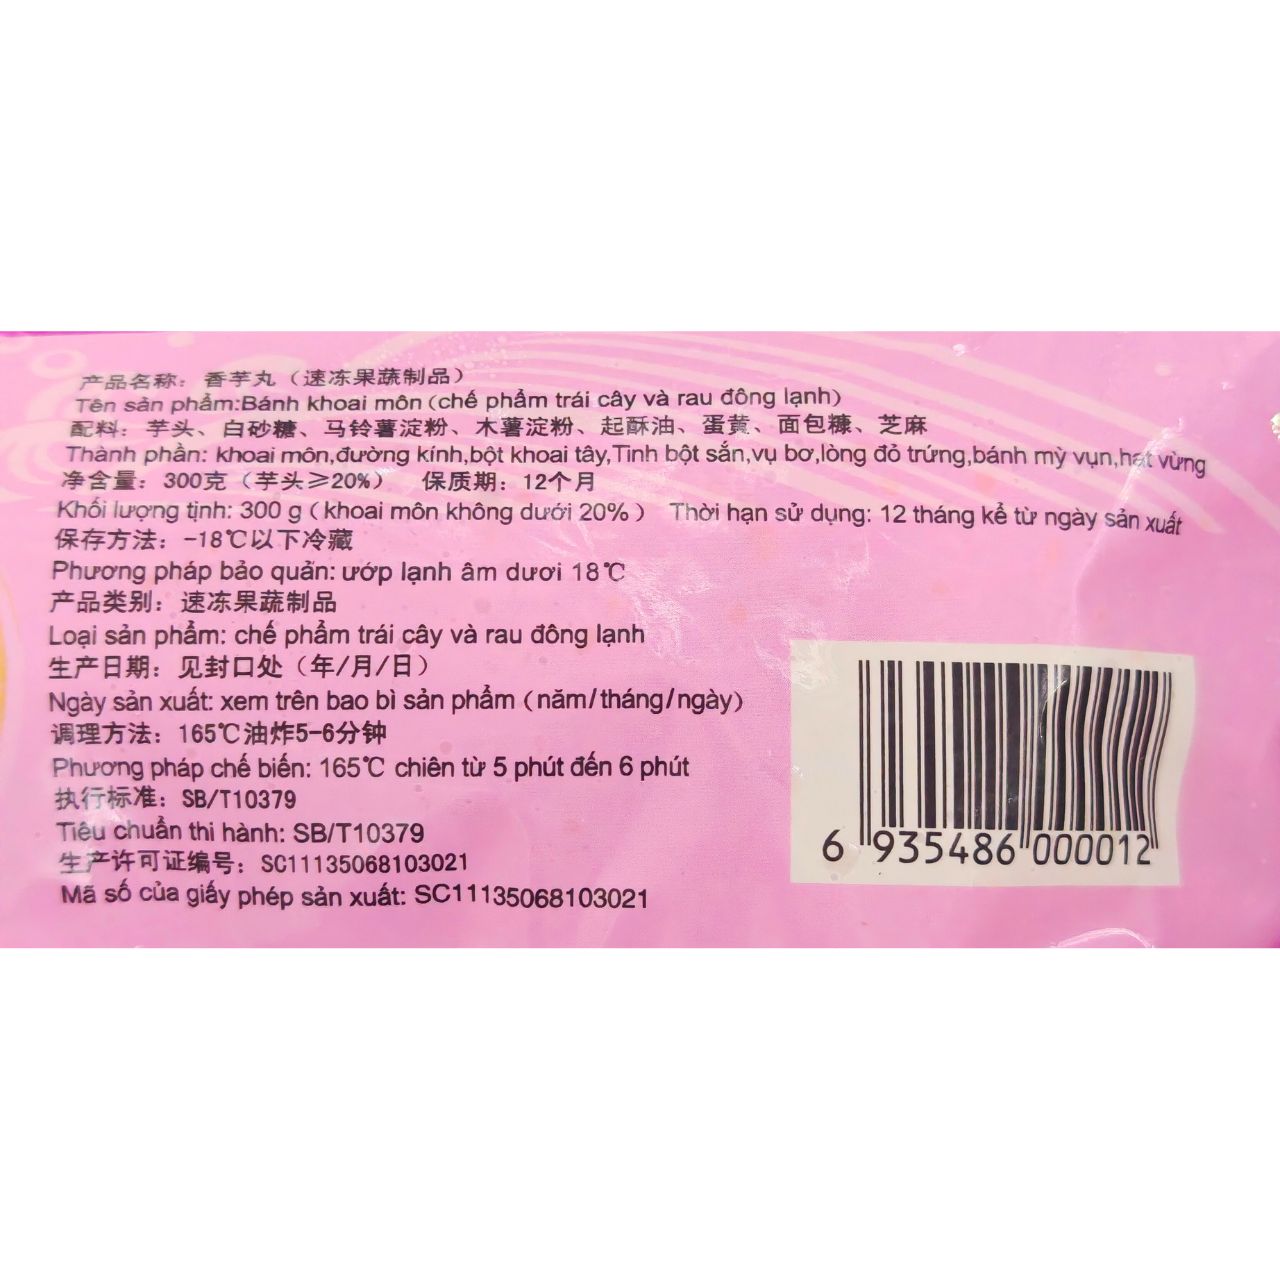 产品名称：香芋丸（速冻果蔬制品）
Tên sản phẩm:Bánh khoai môn(chế phẩm trái cây và rau đông lạnh)
配料：芋头、白砂糖、马铃薯淀粉、木薯淀粉、起酥油、蛋黄、面包糠、芝麻
Thành phần: khoai môn,đường kính,bột khoai tây,Tinh bột sắn,vụ bơ,lòng đỏ trứng,bánh mỳ vụn,hạt vừng
净含量：300克（芋头≥20%） 保质期：12个月
Khối lượng tịnh: 300 g（khoai môn không dưới 20%） Thời hạn sử dụng: 12 tháng kể từ ngày sản xuất
保存方法：-18℃以下冷藏
Phương pháp bảo quản: ướp lạnh âm dươi 18℃
产品类别：速冻果蔬制品
Loại sản phẩm: chế phẩm trái cây và rau đông lạnh
生产日期：见封口处（年/月/日）
Ngày sản xuất: xem trên bao bì sản phẩm（năm/tháng/ngày）
调理方法：165℃油炸5-6分钟
Phương pháp chế biến: 165℃ chiên từ 5 phút đến 6 phút
执行标准：SB/T10379
Tiêu chuẩn thi hành: SB/T10379
生产许可证编号：SC11135068103021
Mã số của giấy phép sản xuất: SC11135068103021
6 935486 000012